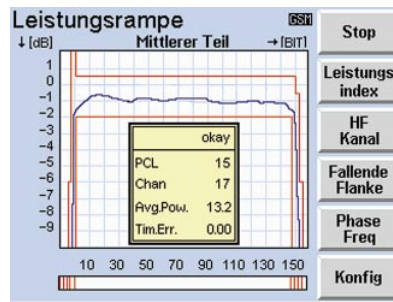 Leistungsrampe
GSM
↓ [dB] Mittlerer Teil → [BIT]
1
0
-1
-2
-3
-4
-5
-6
-7
-8
-9
okay
PCL 15
Chan 17
Avg.Pow. 13.2
Tim.Err. 0.00
10 30 50 70 90 110 130 150
Stop
Leistungs
index
HF
Kanal
Fallende
Flanke
Phase
Freq
Konfig